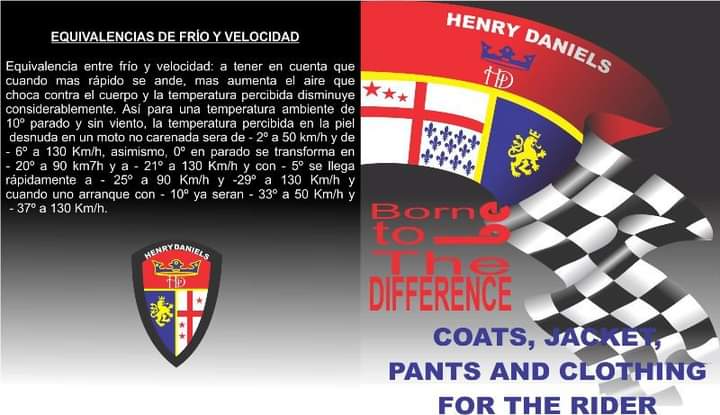 EQUIVALENCIAS DE FRÍO Y VELOCIDAD
Equivalencia entre frío y velocidad: a tener en cuenta que
cuando mas rápido se ande, mas aumenta el aire que
choca contra el cuerpo y la temperatura percibida disminuye
considerablemente. Así para una temperatura ambiente de
10º parado y sin viento, la temperatura percibida en la piel
desnuda en un moto no carenada sera de - 2º a 50 km/h y de
- 6º a 130 Km/h, asimismo, 0º en parado se transforma en
- 20º a 90 km7h y a - 21º a 130 Km/h y con - 5º se llega
rápidamente a - 25º a 90 Km/h y -29º a 130 Km/h y
cuando uno arranque con - 10º ya seran - 33º a 50 Km/h y
- 37º a 130 Km/h.
HENRY DANIELS
HD
HENRY DANIELS
HD
Born
to be
The
DIFFERENCE
COATS, JACKET,
PANTS AND CLOTHING
FOR THE RIDER